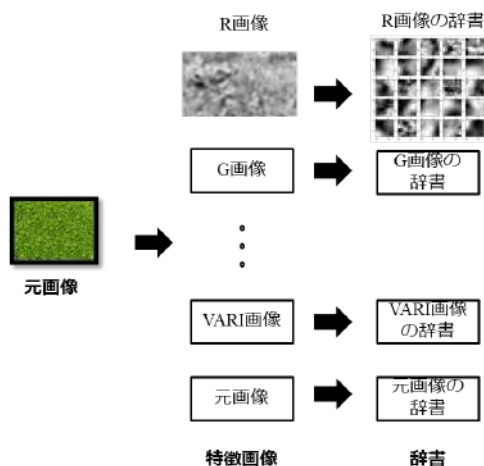 R画像
R画像の辞書
G画像
G画像の
辞書
元画像
VARI画像
VARI画像
の辞書
元画像
元画像の
辞書
特徴画像
辞書